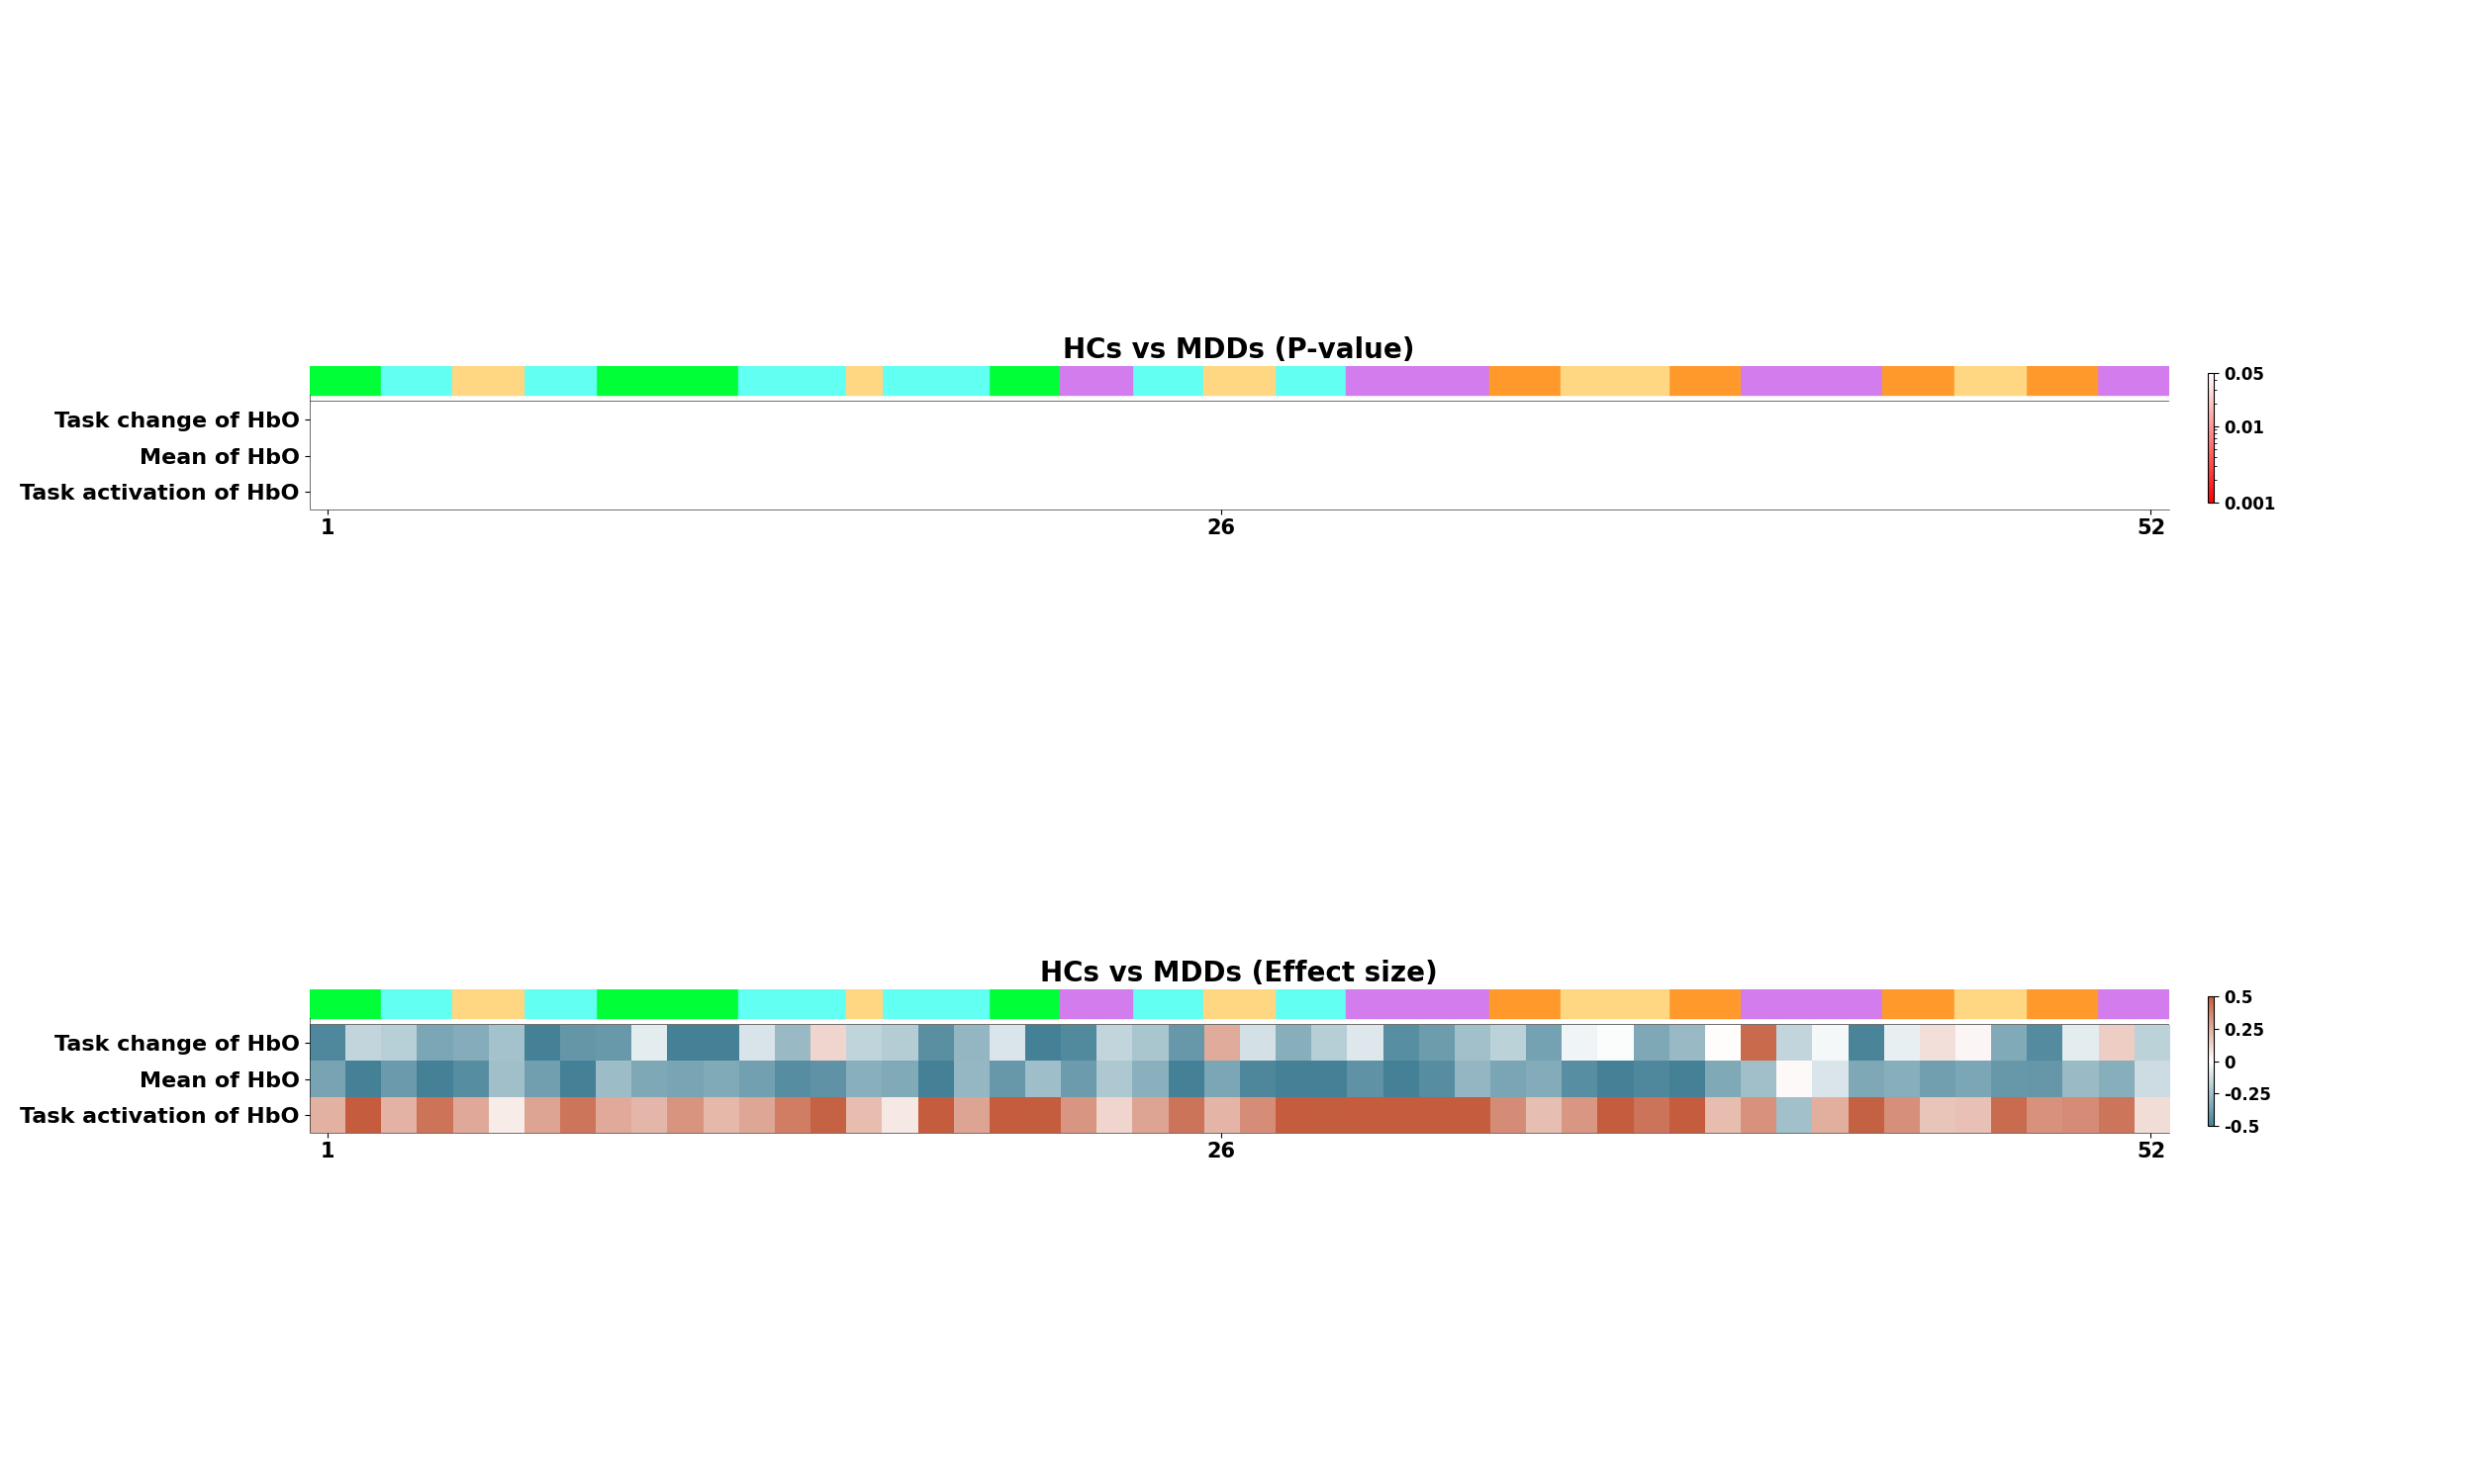 HCs vs MDDs (P-value)
Task change of HbO
Mean of HbO
Task activation of HbO
1 26 52
0.05
0.01
0.001
HCs vs MDDs (Effect size)
Task change of HbO
Mean of HbO
Task activation of HbO
1 26 52
0.5
0.25
0
-0.25
-0.5